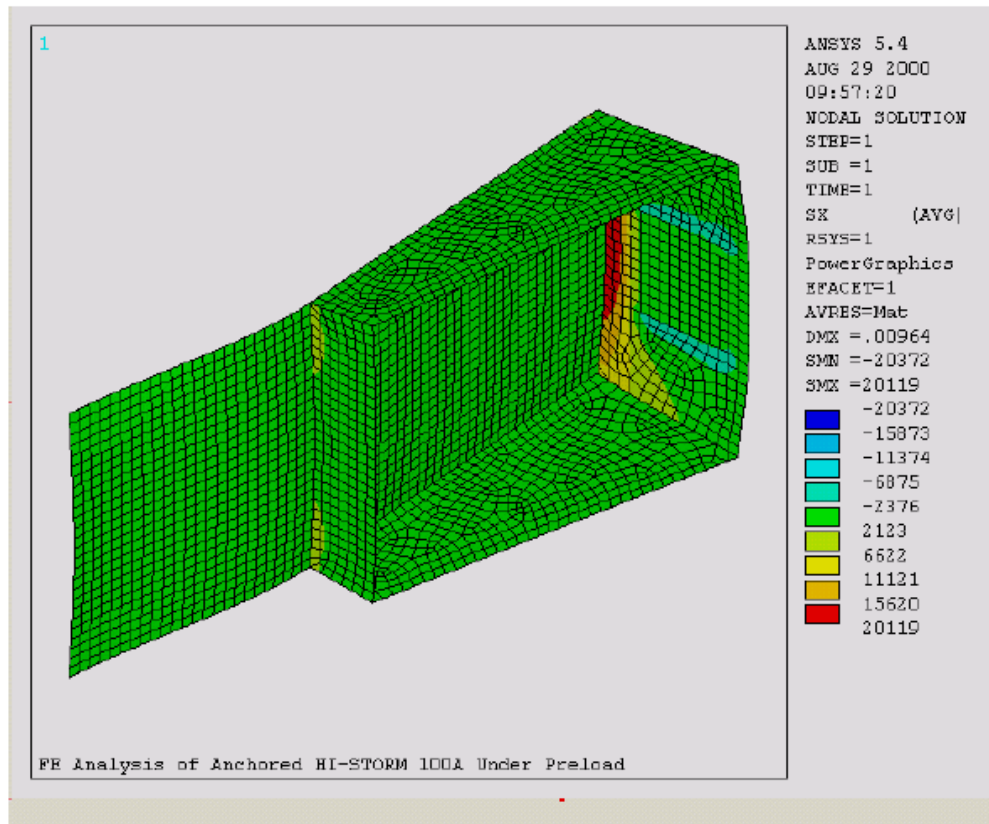 1
ANSYS 5.4
AUG 29 2000
09:57:20
NODAL SOLUTION
STEP=1
SUB =1
TIME=1
SX (AVG|
RSYS=1
PowerGraphics
EFACET=1
AVRES=Mat
DMX =.00964
SMN =-20372
SMX =20119
-20372
-15873
-11374
-6875
-2376
2123
6622
11121
15620
20119
FE Analysis of Anchored HI-STORM 100A Under Preload